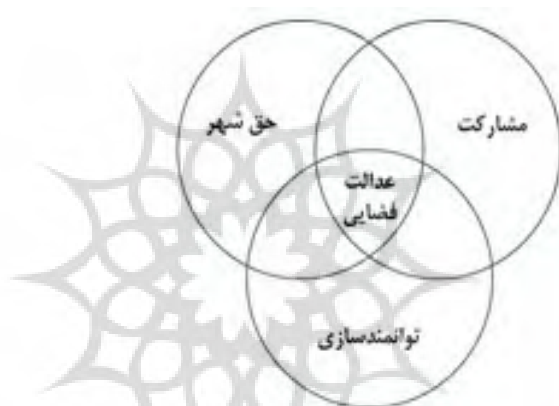 مشارکت
حق شهر
عدالت
فضایی
توانمندسازی